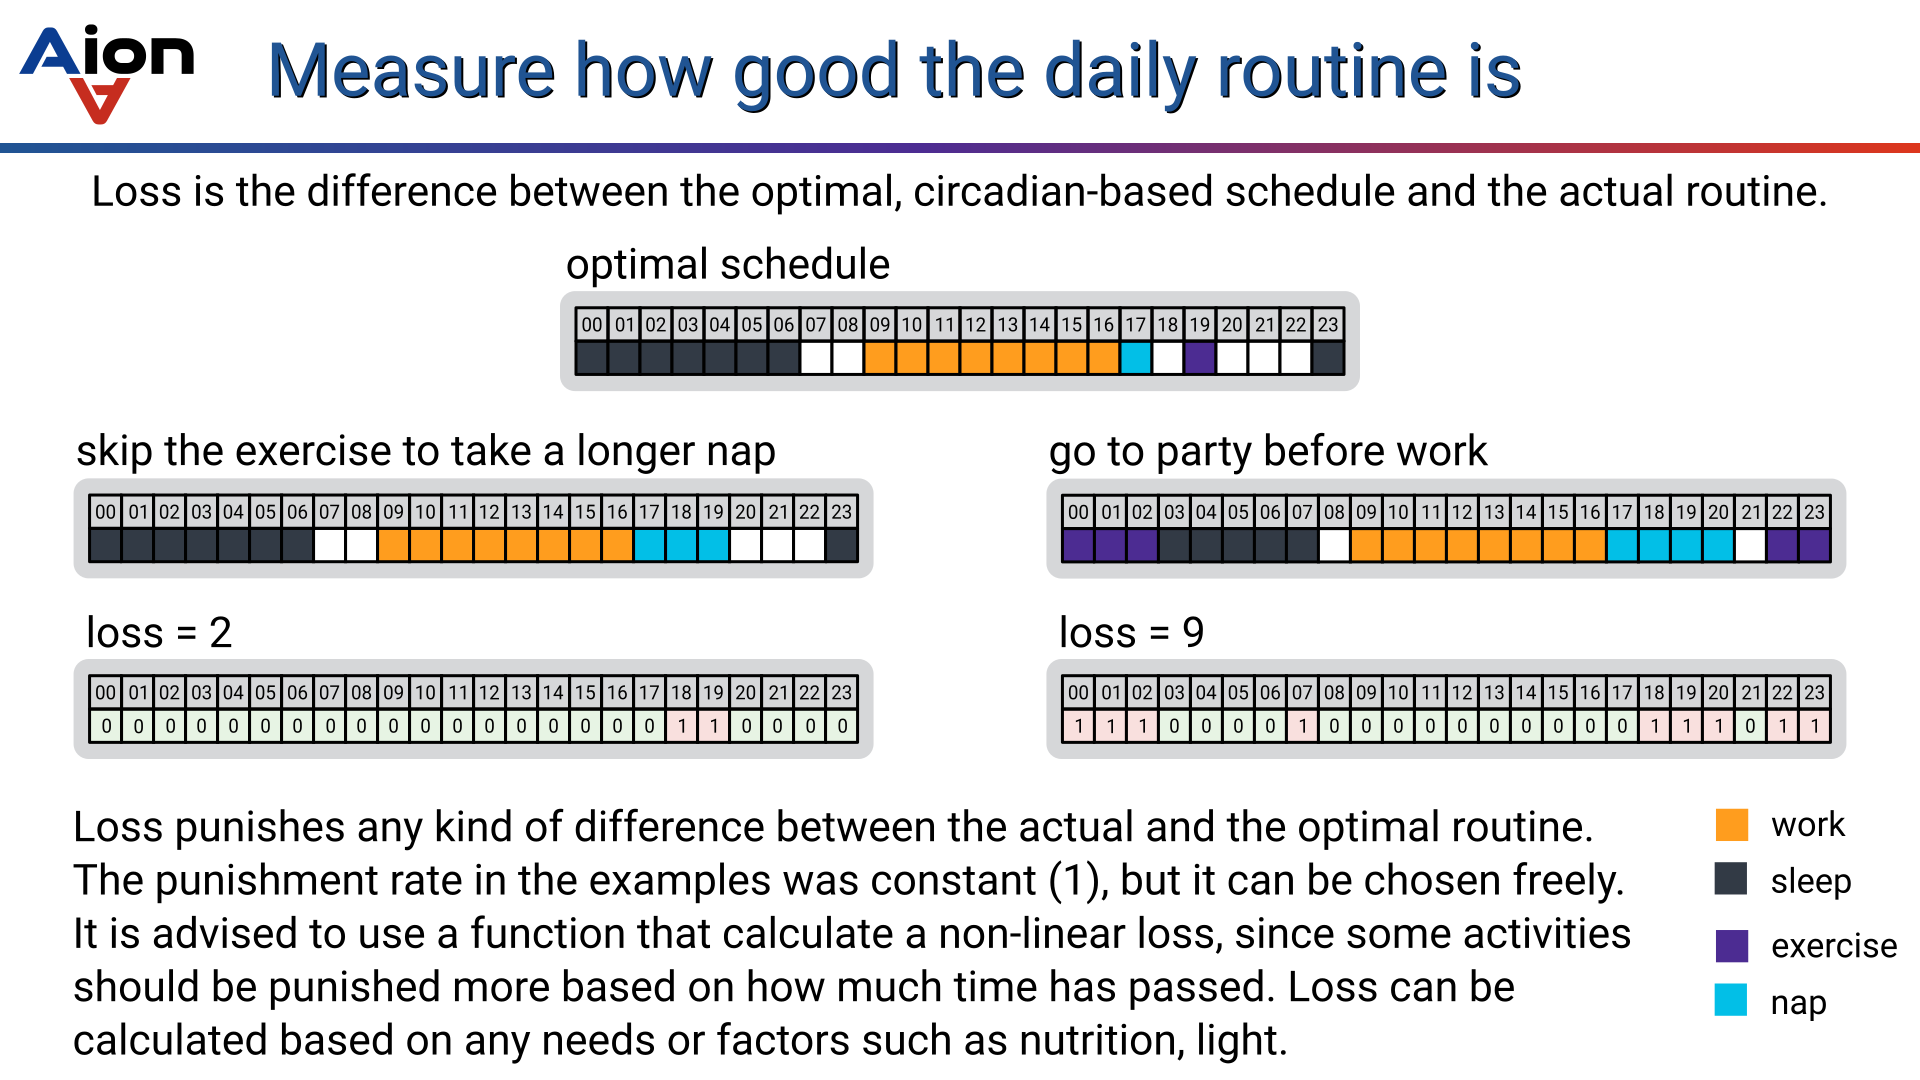 Aion
Measure how good the daily routine is
Loss is the difference between the optimal, circadian-based schedule and the actual routine.
optimal schedule
00 01 02 03 04 05 06 07 08 09 10 11 12 13 14 15 16 17 18 19 20 21 22 23
skip the exercise to take a longer nap
00 01 02 03 04 05 06 07 08 09 10 11 12 13 14 15 16 17 18 19 20 21 22 23
loss = 2
00 01 02 03 04 05 06 07 08 09 10 11 12 13 14 15 16 17 18 19 20 21 22 23
0 0 0 0 0 0 0 0 0 0 0 0 0 0 0 0 0 0 1 1 0 0 0 0
go to party before work
00 01 02 03 04 05 06 07 08 09 10 11 12 13 14 15 16 17 18 19 20 21 22 23
loss = 9
00 01 02 03 04 05 06 07 08 09 10 11 12 13 14 15 16 17 18 19 20 21 22 23
1 1 1 0 0 0 0 1 0 0 0 0 0 0 0 0 0 0 1 1 1 0 1 1
Loss punishes any kind of difference between the actual and the optimal routine.
The punishment rate in the examples was constant (1), but it can be chosen freely.
It is advised to use a function that calculate a non-linear loss, since some activities
should be punished more based on how much time has passed. Loss can be
calculated based on any needs or factors such as nutrition, light.
work
sleep
exercise
nap